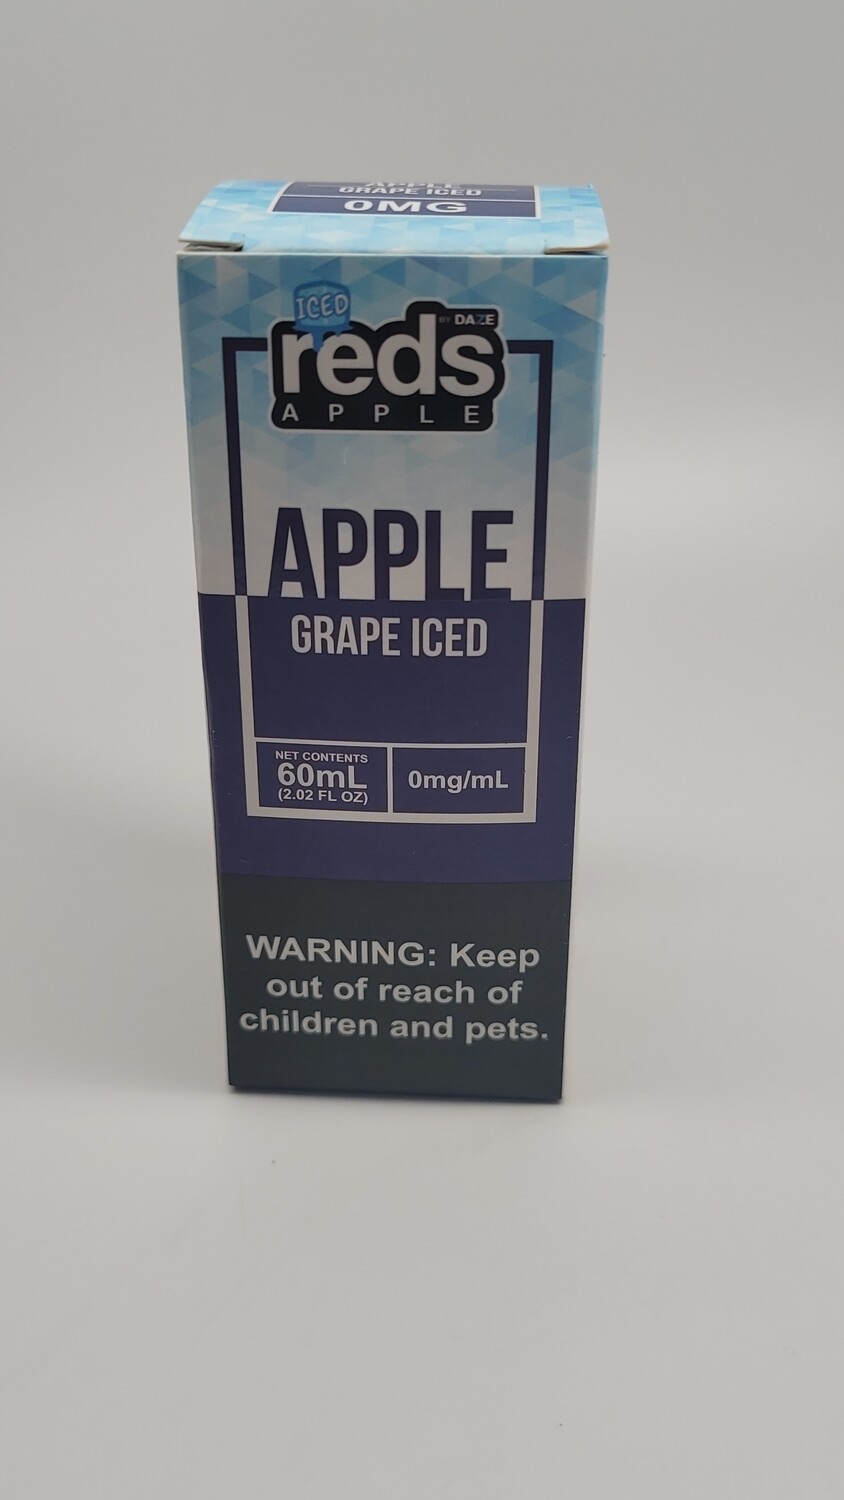 APPLE
GRAPE ICED
0MG
ICED
BY DAZE
reds
APPLE
APPLE
GRAPE ICED
NET CONTENTS
60mL
(2.02 FL OZ)
0mg/mL
WARNING: Keep
out of reach of
children and pets.